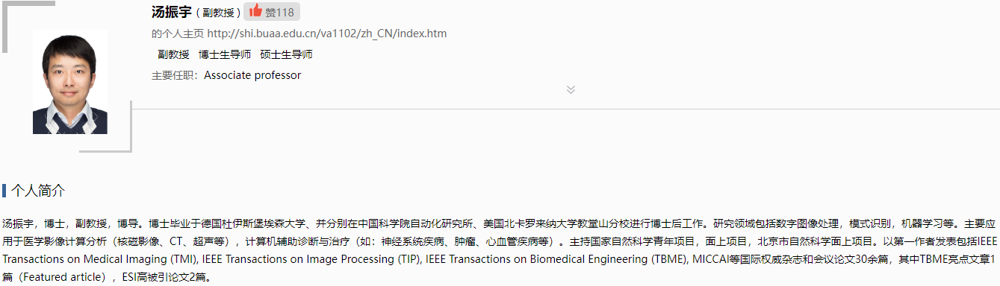 汤振宇（副教授）赞118
的个人主页 http://shi.buaa.edu.cn/va1102/zh_CN/index.htm
副教授 博士生导师 硕士生导师
主要任职：Associate professor
个人简介
汤振宇，博士，副教授，博导。博士毕业于德国杜伊斯堡埃森大学、并分别在中国科学院自动化研究所、美国北卡罗来纳大学教堂山分校进行博士后工作。研究领域包括数字图像处理，模式识别，机器学习等。主要应
用于医学影像计算分析（核磁影像、CT、超声等），计算机辅助诊断与治疗（如：神经系统疾病、肿瘤、心血管疾病等）。主持国家自然科学青年项目，面上项目，北京市自然科学面上项目。以第一作者发表包括IEEE
Transactions on Medical Imaging (TMI), IEEE Transactions on Image Processing (TIP), IEEE Transactions on Biomedical Engineering (TBME), MICCAI等国际权威杂志和会议论文30余篇，其中TBME亮点文章1
篇（Featured article），ESI高被引论文2篇。